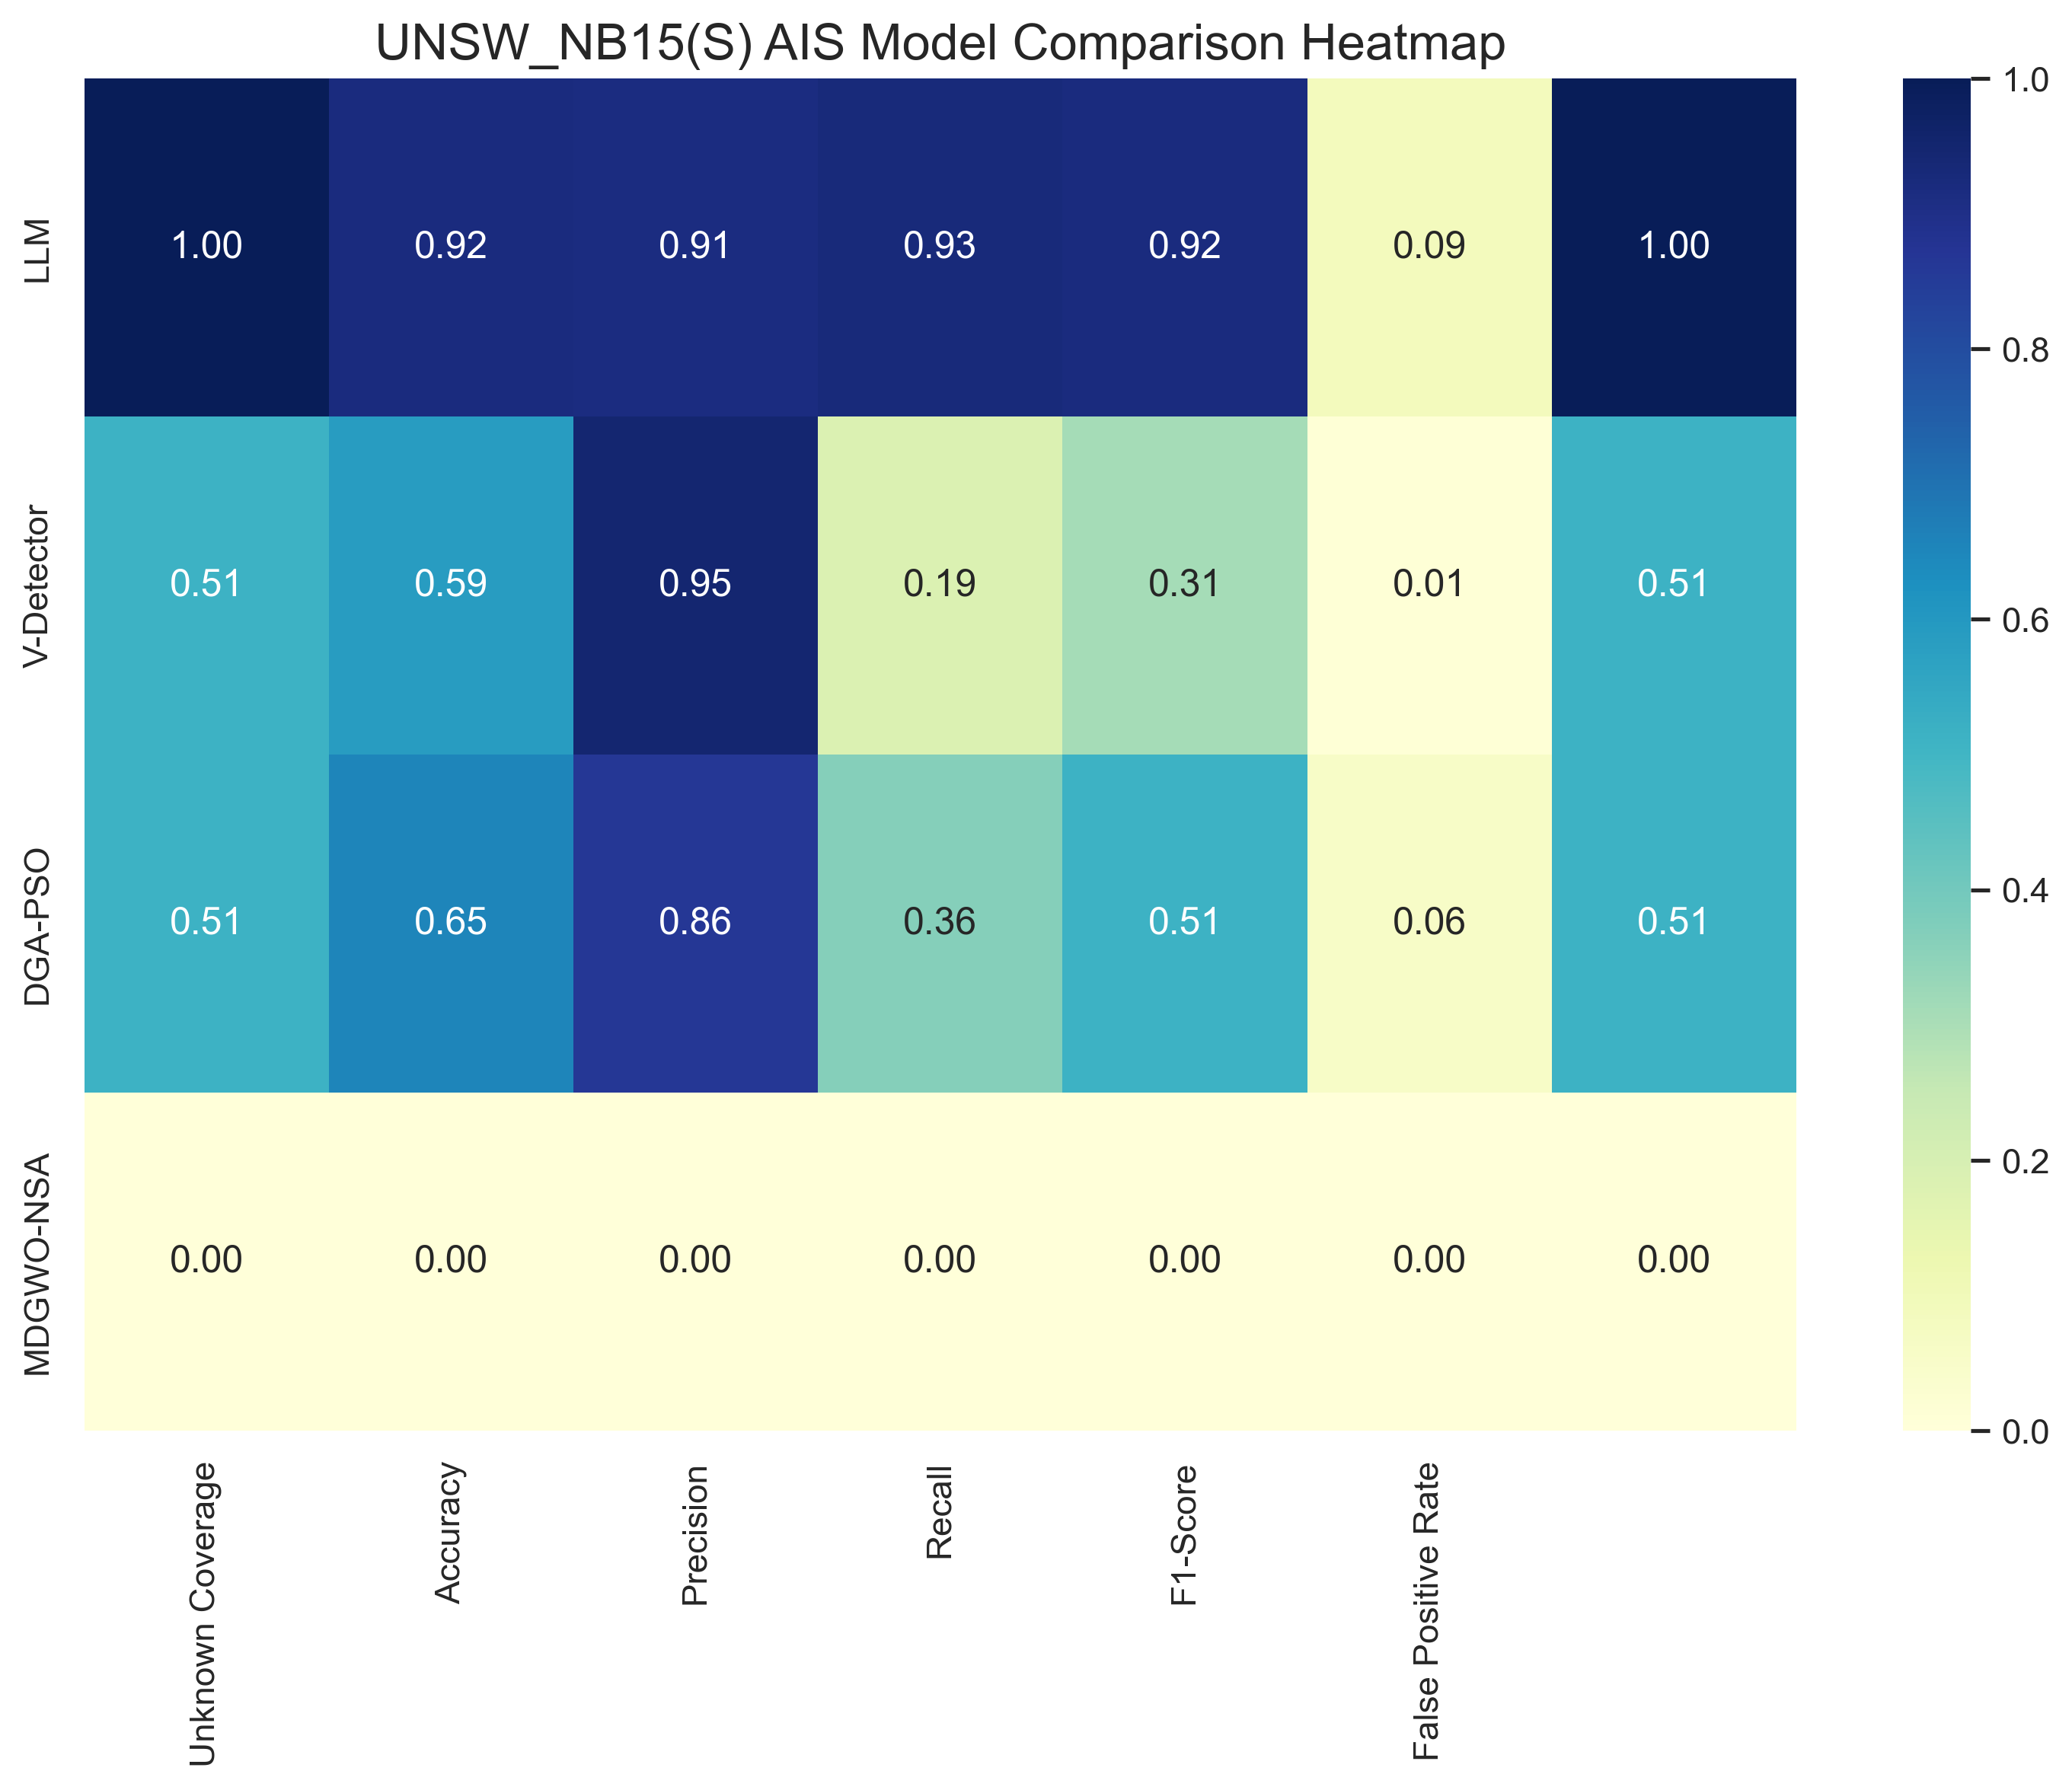 UNSW_NB15(S) AIS Model Comparison Heatmap
LLM 1.00 0.92 0.91 0.93 0.92 0.09 1.00
V-Detector 0.51 0.59 0.95 0.19 0.31 0.01 0.51
DGA-PSO 0.51 0.65 0.86 0.36 0.51 0.06 0.51
MDGWO-NSA 0.00 0.00 0.00 0.00 0.00 0.00 0.00
Unknown Coverage
Accuracy
Precision
Recall
F1-Score
False Positive Rate
1.0
0.8
0.6
0.4
0.2
0.0